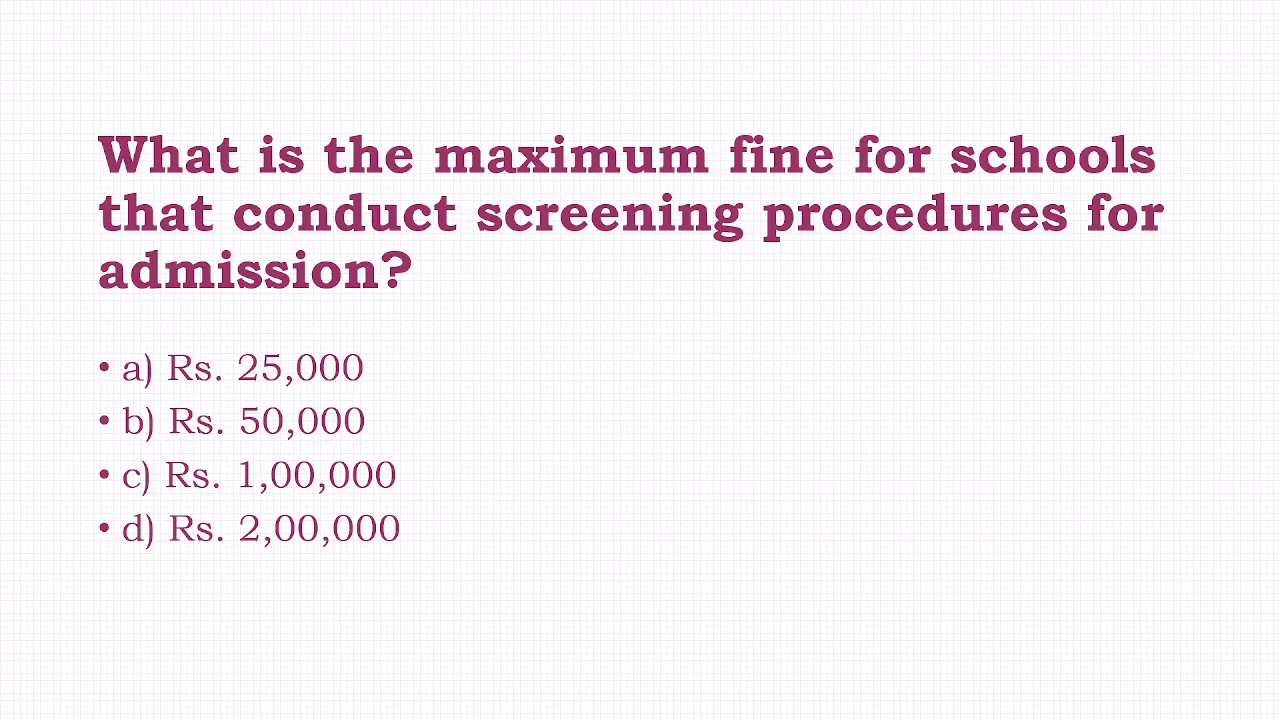 What is the maximum fine for schools
that conduct screening procedures for
admission?
• a) Rs. 25,000
• b) Rs. 50,000
• c) Rs. 1,00,000
• d) Rs. 2,00,000